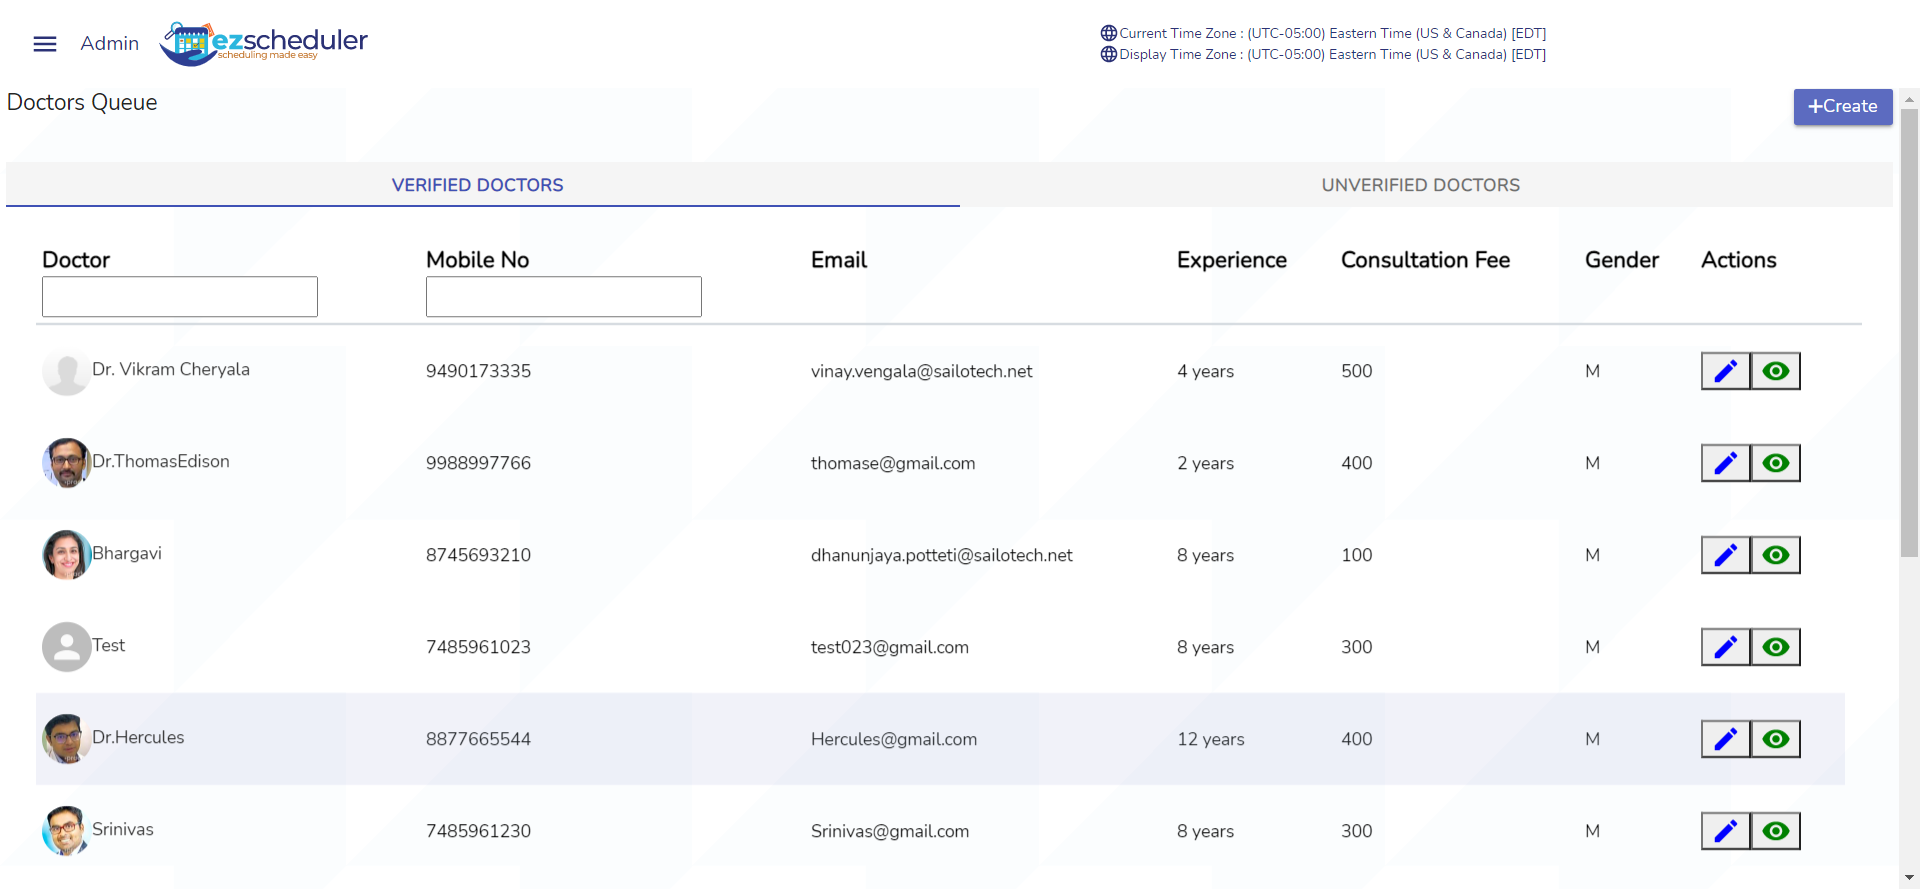 Admin
ezscheduler
scheduling made easy
Current Time Zone : (UTC-05:00) Eastern Time (US & Canada) [EDT]
Display Time Zone : (UTC-05:00) Eastern Time (US & Canada) [EDT]
Doctors Queue
+Create
VERIFIED DOCTORS UNVERIFIED DOCTORS
Doctor Mobile No Email Experience Consultation Fee Gender Actions
Dr. Vikram Cheryala 9490173335 vinay.vengala@sailotech.net 4 years 500 M
Dr.ThomasEdison 9988997766 thomase@gmail.com 2 years 400 M
Bhargavi 8745693210 dhanunjaya.potteti@sailotech.net 8 years 100 M
Test 7485961023 test023@gmail.com 8 years 300 M
Dr.Hercules 8877665544 Hercules@gmail.com 12 years 400 M
Srinivas 7485961230 Srinivas@gmail.com 8 years 300 M